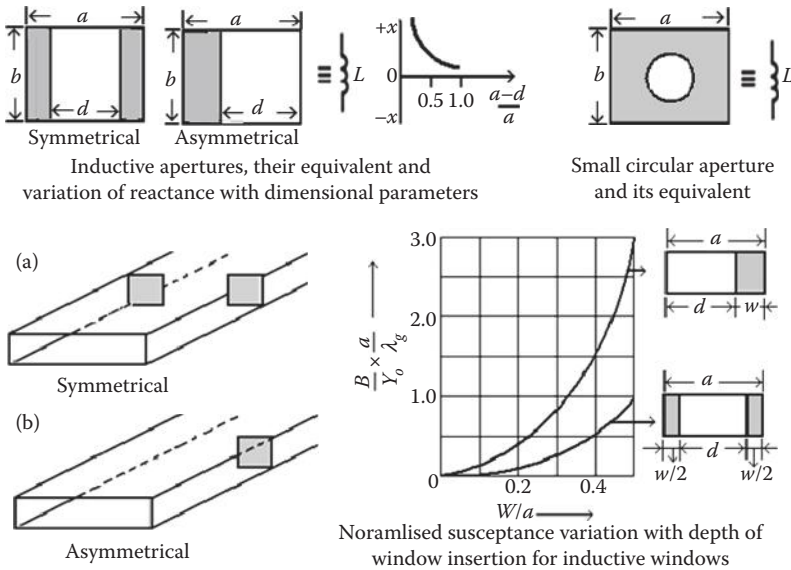 a
b
d
Symmetrical
a
b
d
Asymmetrical
≡
L
+x
0
−x
0.5 1.0
a−d
a
Inductive apertures, their equivalent and
variation of reactance with dimensional parameters
a
b
≡
L
Small circular aperture
and its equivalent
(a)
Symmetrical
(b)
Asymmetrical
B/Yo × a/λg
3.0
2.0
1.0
0
0.2 0.4
W/a
a
d w
a
w/2 d w/2
Noramlised susceptance variation with depth of
window insertion for inductive windows